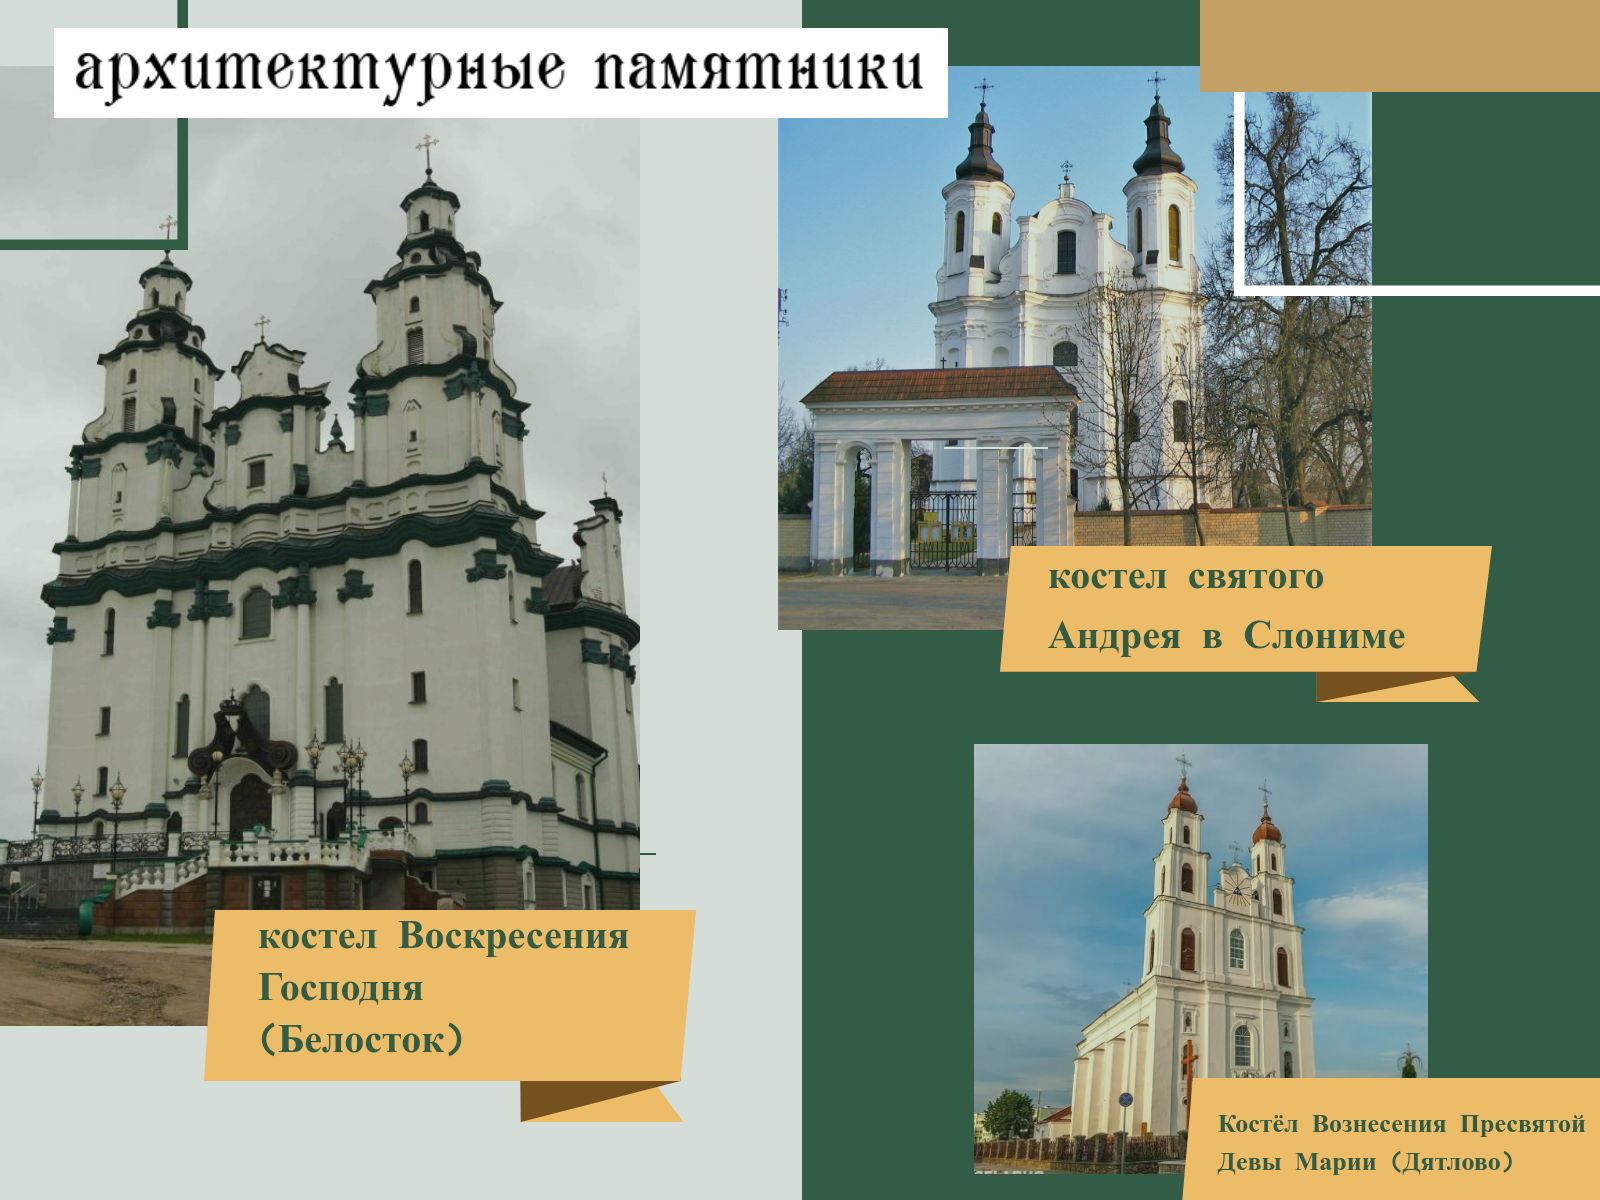 архитектурные памятники
костел святого
Андрея в Слониме
костел Воскресения
Господня
(Белосток)
Костёл Вознесения Пресвятой
Девы Марии (Дятлово)